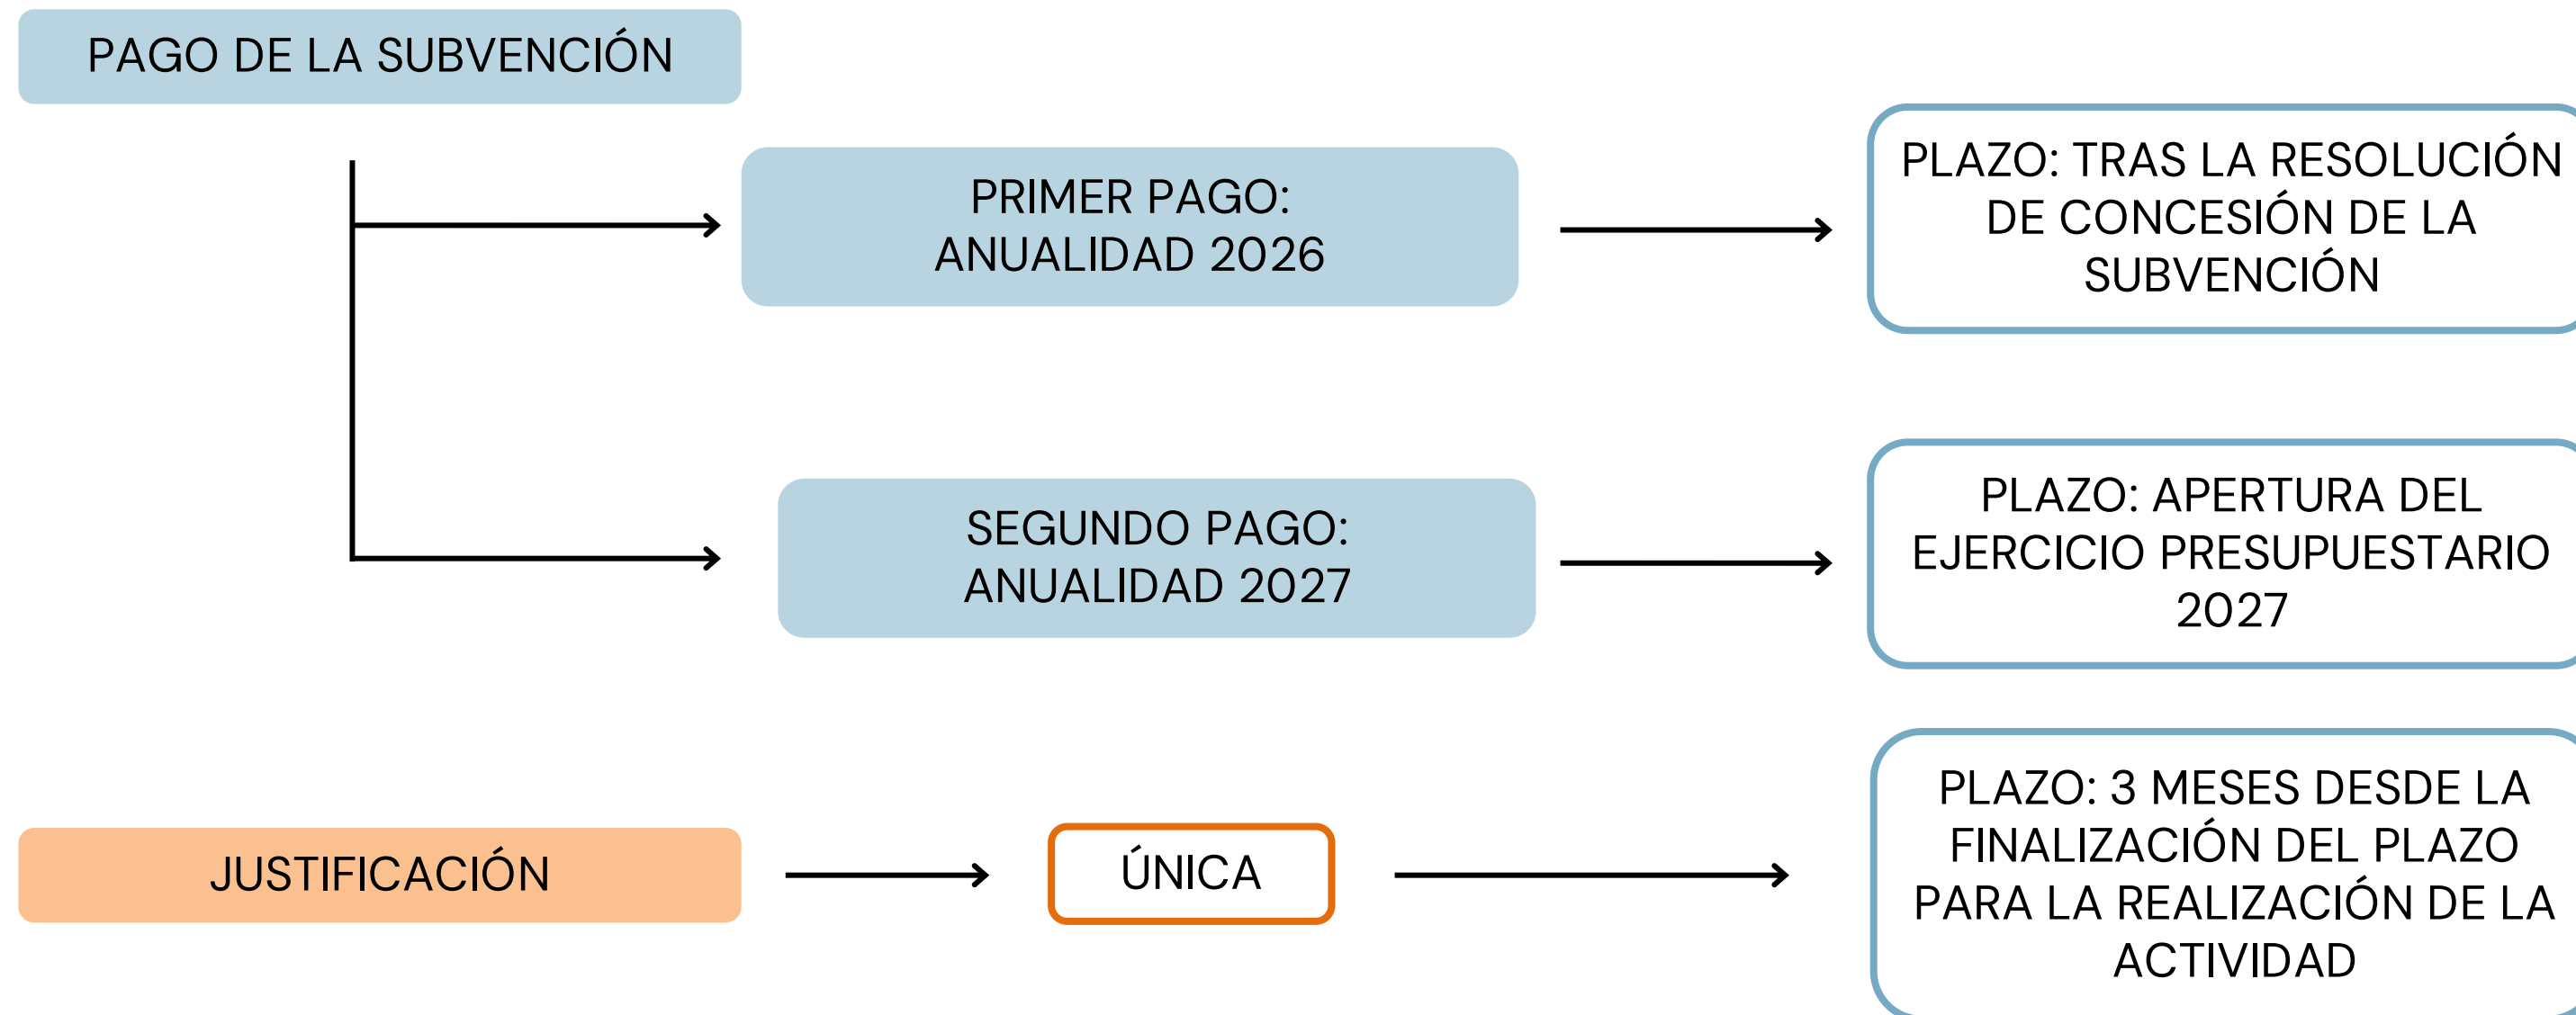 PAGO DE LA SUBVENCIÓN
PRIMER PAGO:
ANUALIDAD 2026
PLAZO: TRAS LA RESOLUCIÓN
DE CONCESIÓN DE LA
SUBVENCIÓN
SEGUNDO PAGO:
ANUALIDAD 2027
PLAZO: APERTURA DEL
EJERCICIO PRESUPUESTARIO
2027
JUSTIFICACIÓN
ÚNICA
PLAZO: 3 MESES DESDE LA
FINALIZACIÓN DEL PLAZO
PARA LA REALIZACIÓN DE LA
ACTIVIDAD